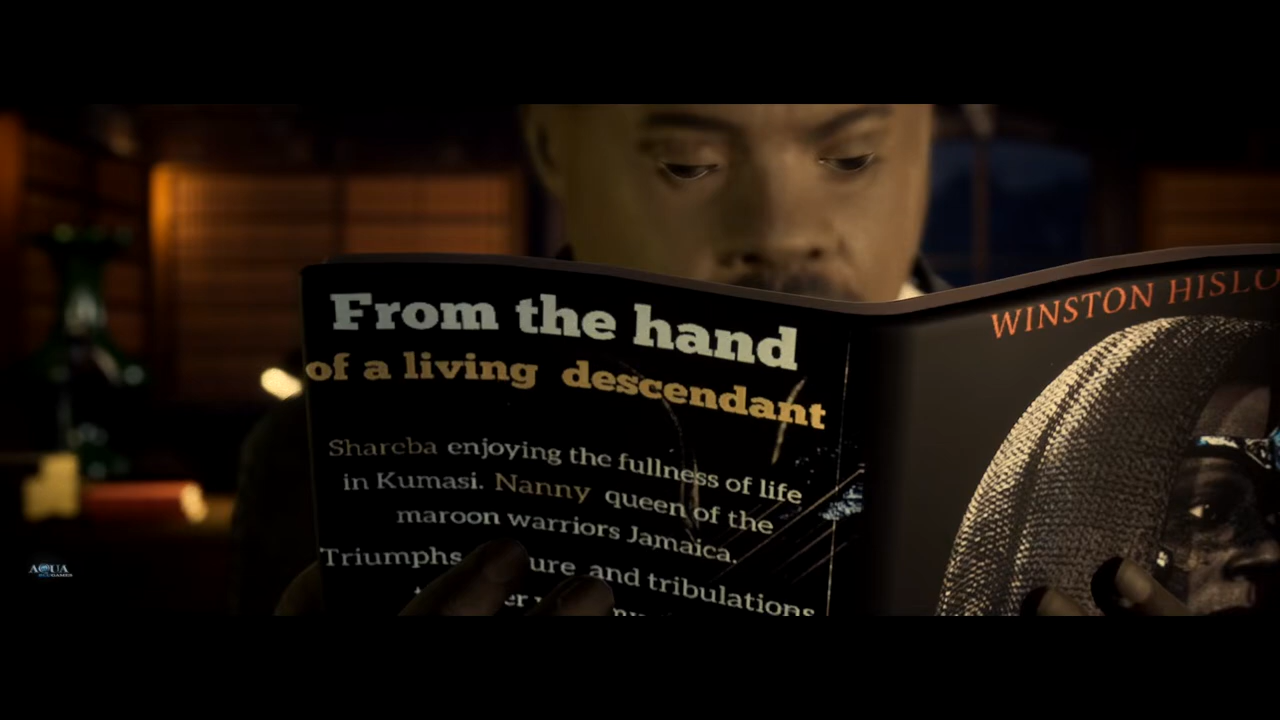 From the hand
of a living descendant
Shareba enjoying the fullness of life
in Kumasi. Nanny queen of the
maroon warriors Jamaica.
Triumphs and tribulations
WINSTON HISLO
AQUA